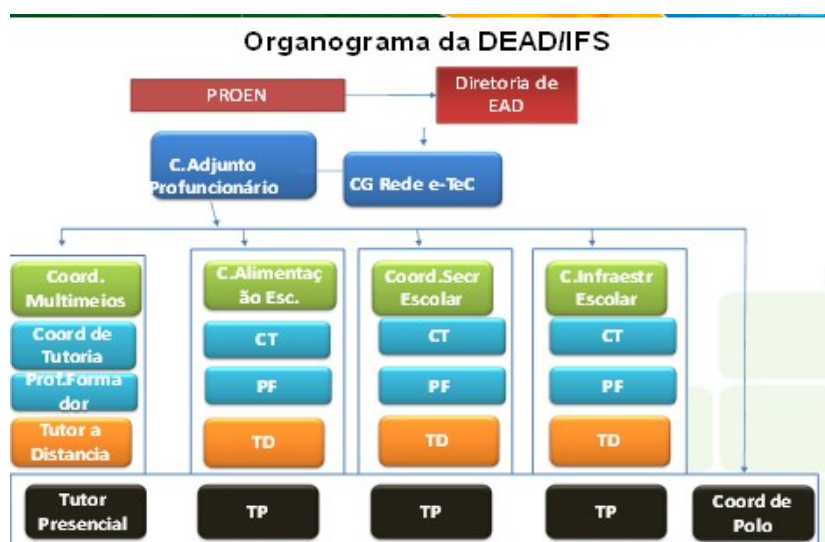 Organograma da DEAD/IFS
PROEN
Diretoria de
EAD
C.Adjunto
Profuncionário
CG Rede e-TeC
Coord.
Multimeios
C.Alimentaç
ão Esc.
Coord.Secr
Escolar
C.Infraestr
Escolar
Coord de
Tutoria
CT
CT
CT
Prof.Forma
dor
PF
PF
PF
Tutor a
Distancia
TD
TD
TD
Tutor
Presencial
TP
TP
TP
Coord de
Polo